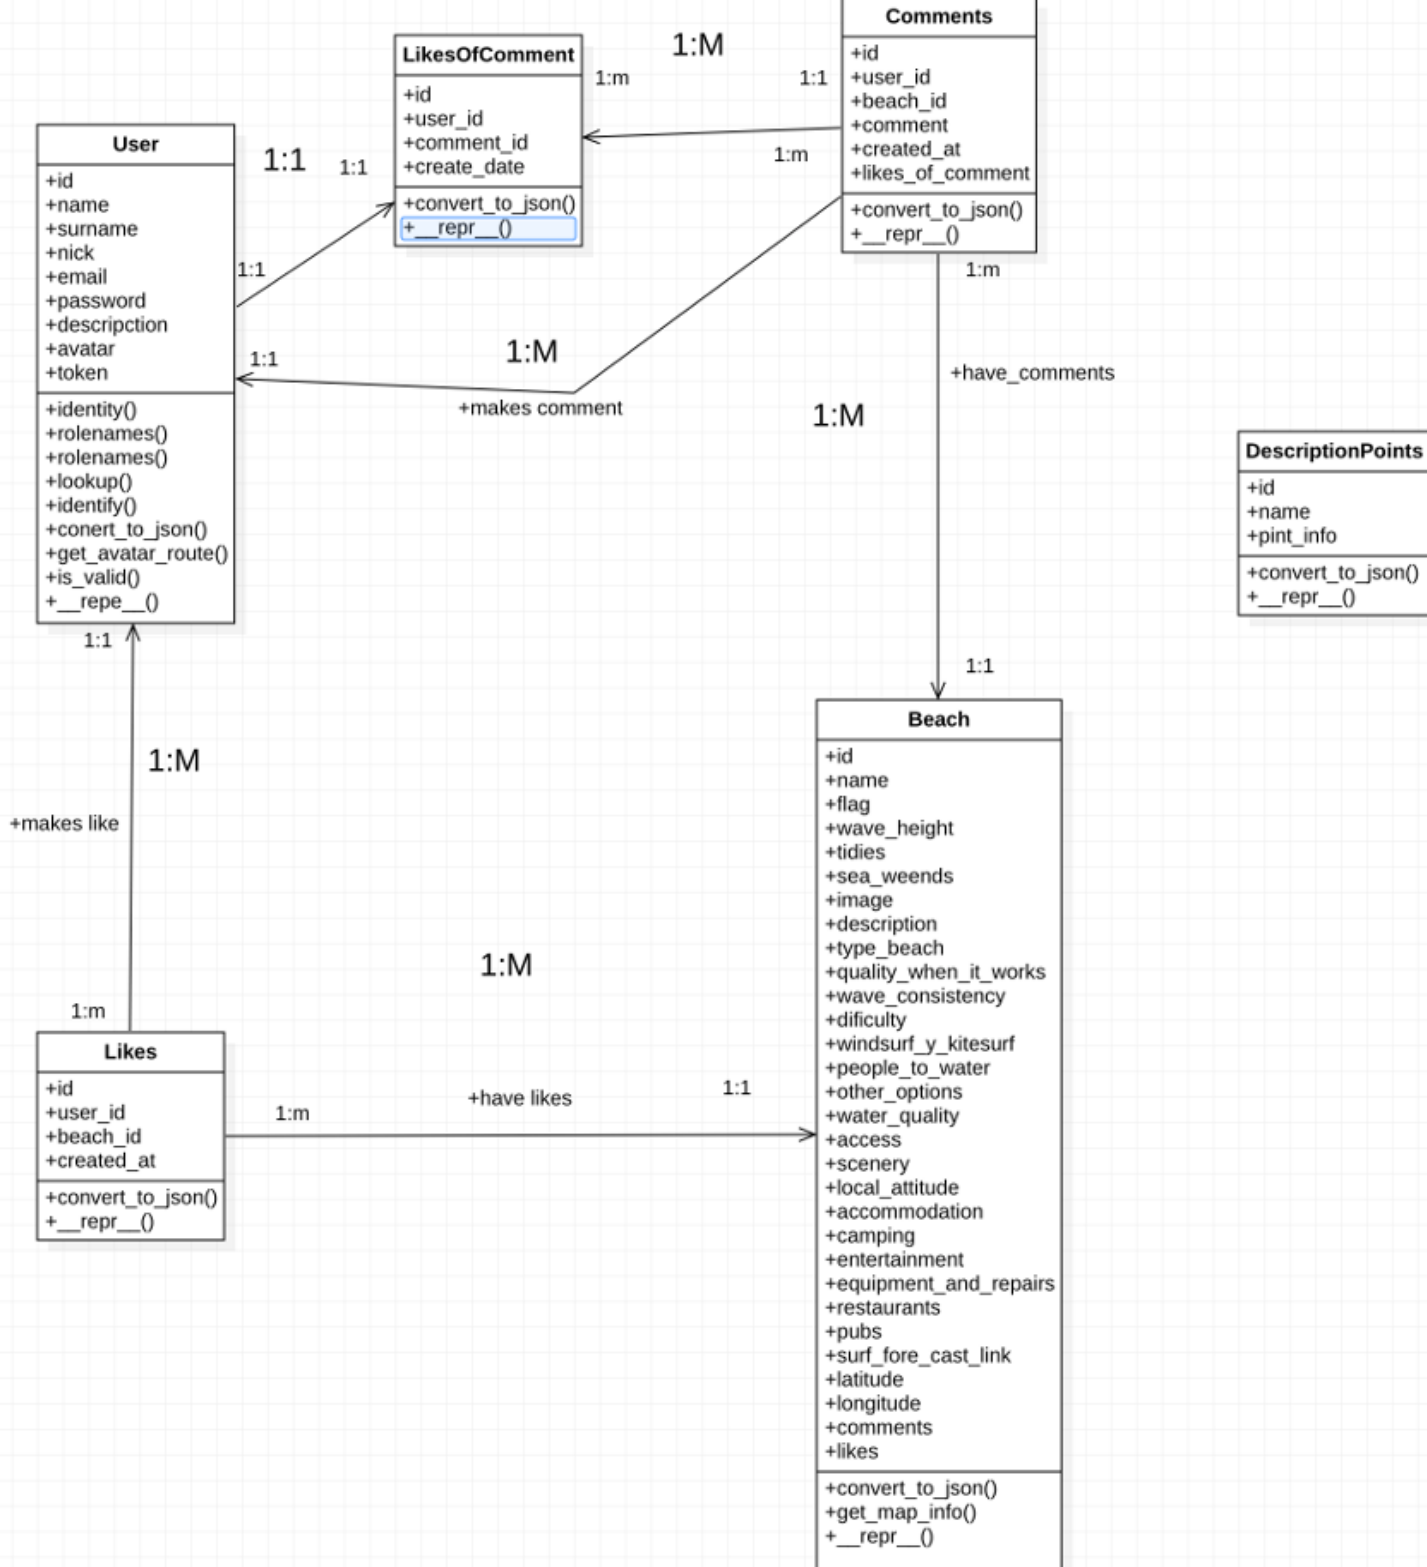 Comments
+id
+user_id
+beach_id
+comment
+created_at
+likes_of_comment
+convert_to_json()
+__repr__()
1:M
1:m
1:1
1:m
LikesOfComment
+id
+user_id
+comment_id
+create_date
+convert_to_json()
+__repr__()
User
+id
+name
+surname
+nick
+email
+password
+descripction
+avatar
+token
+identity()
+rolenames()
+rolenames()
+lookup()
+identify()
+conert_to_json()
+get_avatar_route()
+is_valid()
+__repe__()
1:1
1:1
1:1
1:1
1:M
+makes comment
1:m
+have_comments
1:M
1:1
DescriptionPoints
+id
+name
+pint_info
+convert_to_json()
+__repr__()
1:1
1:M
+makes like
1:m
Likes
+id
+user_id
+beach_id
+created_at
+convert_to_json()
+__repr__()
1:M
+have likes
1:m
1:1
Beach
+id
+name
+flag
+wave_height
+tidies
+sea_weends
+image
+description
+type_beach
+quality_when_it_works
+wave_consistency
+dificulty
+windsurf_y_kitesurf
+people_to_water
+other_options
+water_quality
+access
+scenery
+local_attitude
+accommodation
+camping
+entertainment
+equipment_and_repairs
+restaurants
+pubs
+surf_fore_cast_link
+latitude
+longitude
+comments
+likes
+convert_to_json()
+get_map_info()
+__repr__()